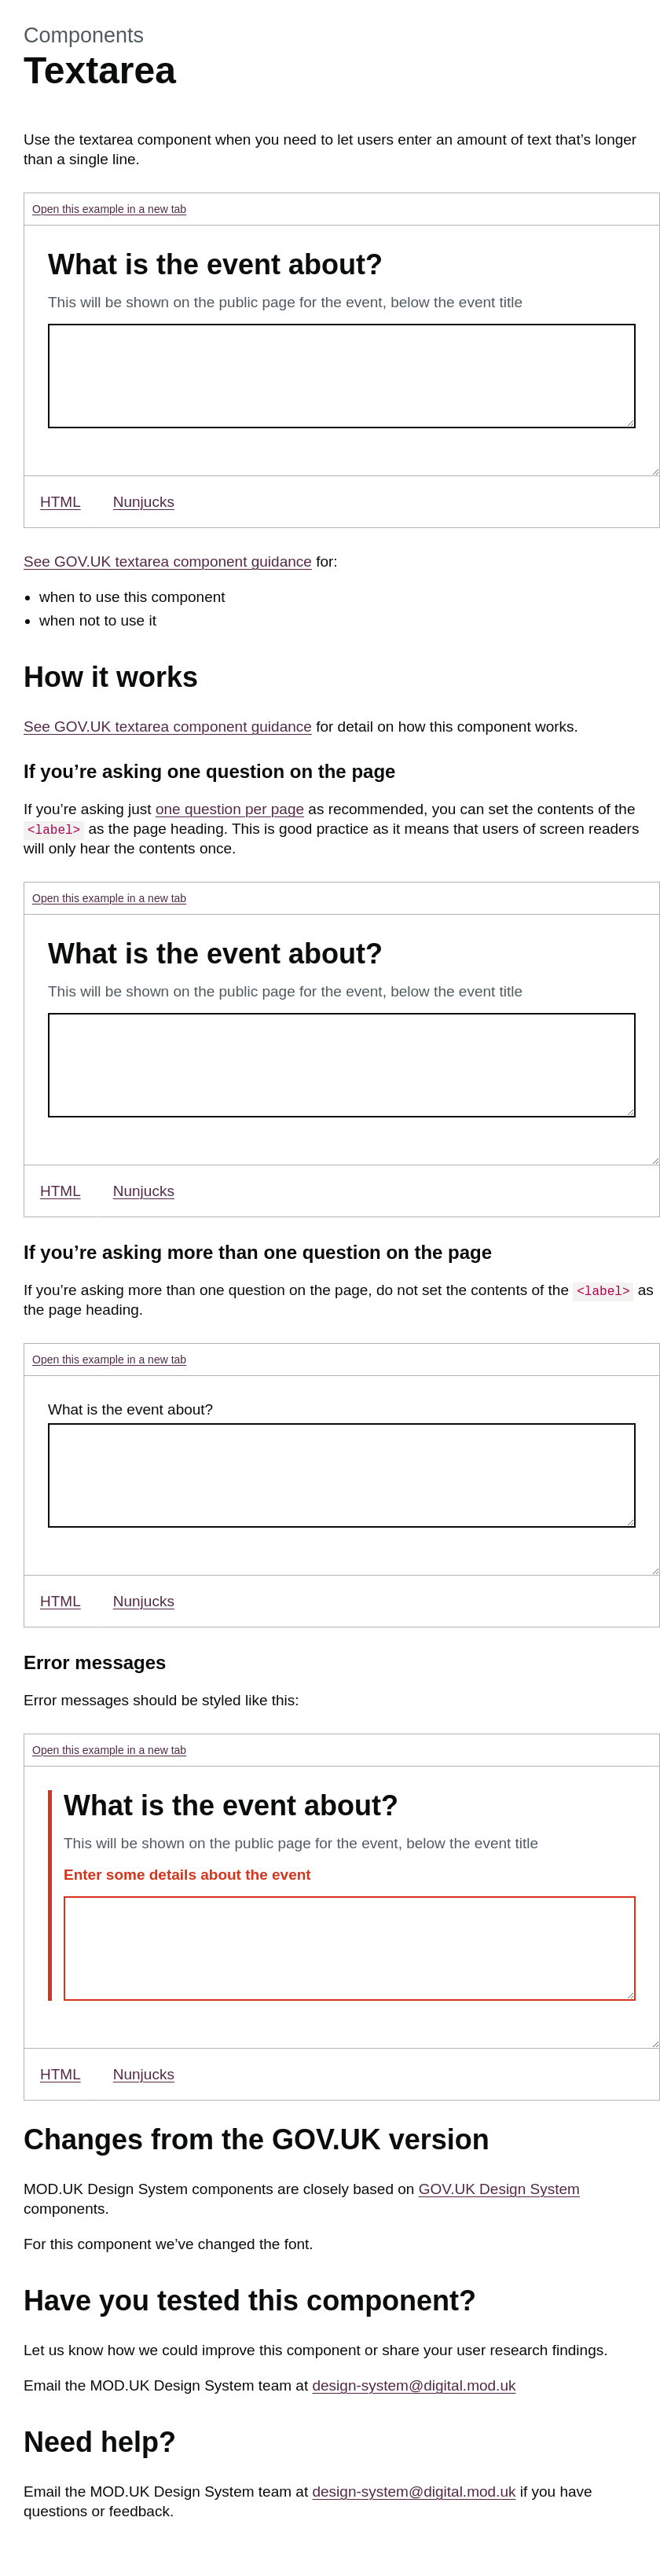 Components
Textarea
Use the textarea component when you need to let users enter an amount of text that’s longer
than a single line.
Open this example in a new tab
What is the event about?
This will be shown on the public page for the event, below the event title
HTML Nunjucks
See GOV.UK textarea component guidance for:
• when to use this component
• when not to use it
How it works
See GOV.UK textarea component guidance for detail on how this component works.
If you’re asking one question on the page
If you’re asking just one question per page as recommended, you can set the contents of the
<label> as the page heading. This is good practice as it means that users of screen readers
will only hear the contents once.
Open this example in a new tab
What is the event about?
This will be shown on the public page for the event, below the event title
HTML Nunjucks
If you’re asking more than one question on the page
If you’re asking more than one question on the page, do not set the contents of the <label> as
the page heading.
Open this example in a new tab
What is the event about?
HTML Nunjucks
Error messages
Error messages should be styled like this:
Open this example in a new tab
What is the event about?
This will be shown on the public page for the event, below the event title
Enter some details about the event
HTML Nunjucks
Changes from the GOV.UK version
MOD.UK Design System components are closely based on GOV.UK Design System
components.
For this component we’ve changed the font.
Have you tested this component?
Let us know how we could improve this component or share your user research findings.
Email the MOD.UK Design System team at design-system@digital.mod.uk
Need help?
Email the MOD.UK Design System team at design-system@digital.mod.uk if you have
questions or feedback.